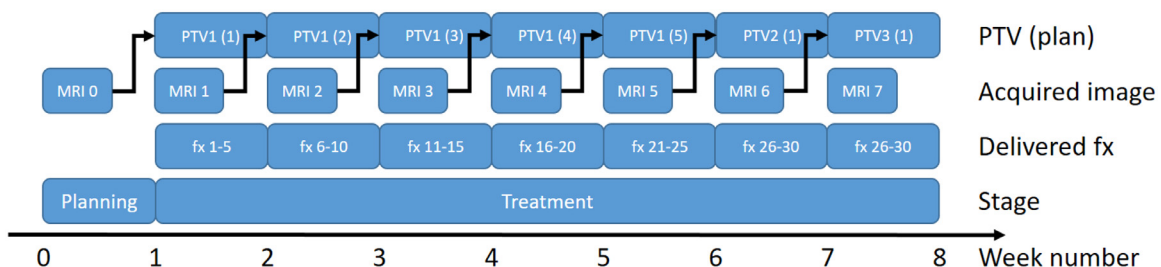 PTV1 (1) PTV1 (2) PTV1 (3) PTV1 (4) PTV1 (5) PTV2 (1) PTV3 (1) PTV (plan)
MRI 0 MRI 1 MRI 2 MRI 3 MRI 4 MRI 5 MRI 6 MRI 7 Acquired image
fx 1-5 fx 6-10 fx 11-15 fx 16-20 fx 21-25 fx 26-30 fx 26-30 Delivered fx
Planning Treatment Stage
0 1 2 3 4 5 6 7 8 Week number